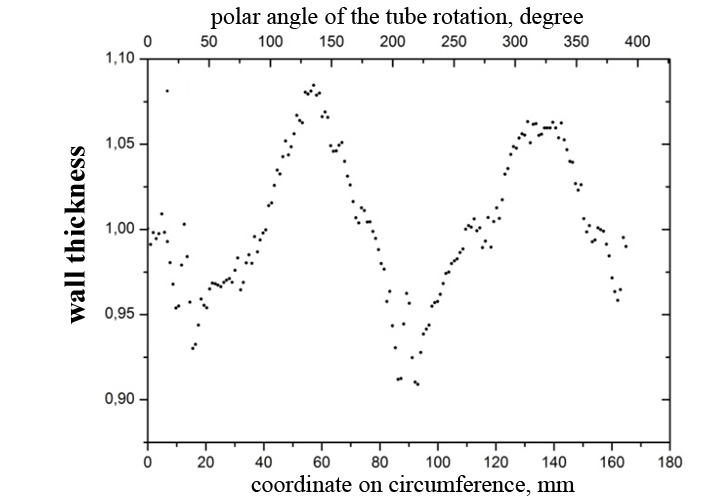 polar angle of the tube rotation, degree
0 50 100 150 200 250 300 350 400
1,10
1,05
1,00
0,95
0,90
wall thickness
0 20 40 60 80 100 120 140 160 180
coordinate on circumference, mm